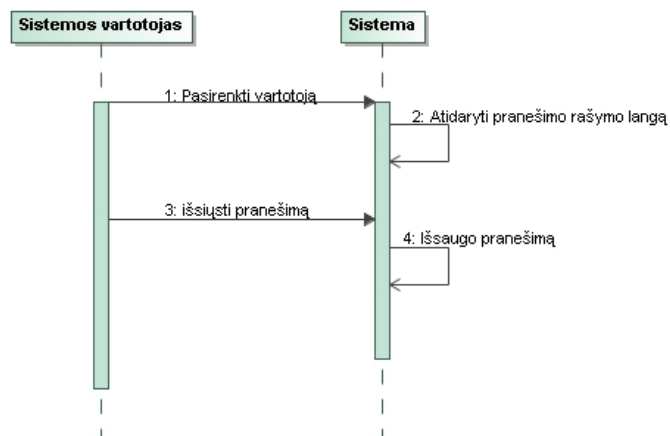 Sistemos vartotojas
Sistema
1: Pasirenkti vartotoją
2: Atidaryti pranešimo rašymo langą
3: išsiųsti pranešimą
4: Išsaugo pranešimą